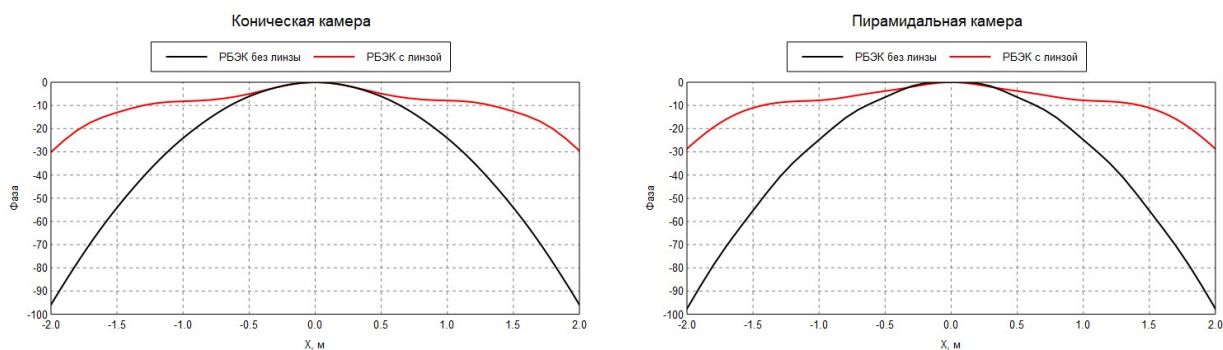 Коническая камера
РБЭК без линзы РБЭК с линзой
0
-10
-20
-30
-40
-50
-60
-70
-80
-90
-100
Фаза
-2.0 -1.5 -1.0 -0.5 0.0 0.5 1.0 1.5 2.0
X, м
Пирамидальная камера
РБЭК без линзы РБЭК с линзой
0
-10
-20
-30
-40
-50
-60
-70
-80
-90
-100
Фаза
-2.0 -1.5 -1.0 -0.5 0.0 0.5 1.0 1.5 2.0
X, м